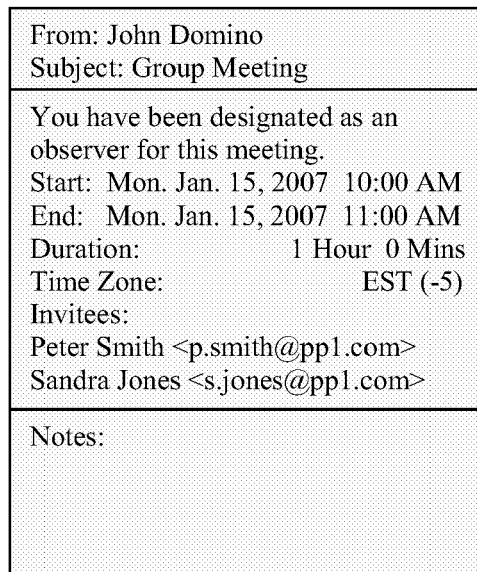 From: John Domino
Subject: Group Meeting
You have been designated as an
observer for this meeting.
Start: Mon. Jan. 15, 2007 10:00 AM
End: Mon. Jan. 15, 2007 11:00 AM
Duration: 1 Hour 0 Mins
Time Zone: EST (-5)
Invitees:
Peter Smith <p.smith@pp1.com>
Sandra Jones <s.jones@pp1.com>
Notes: